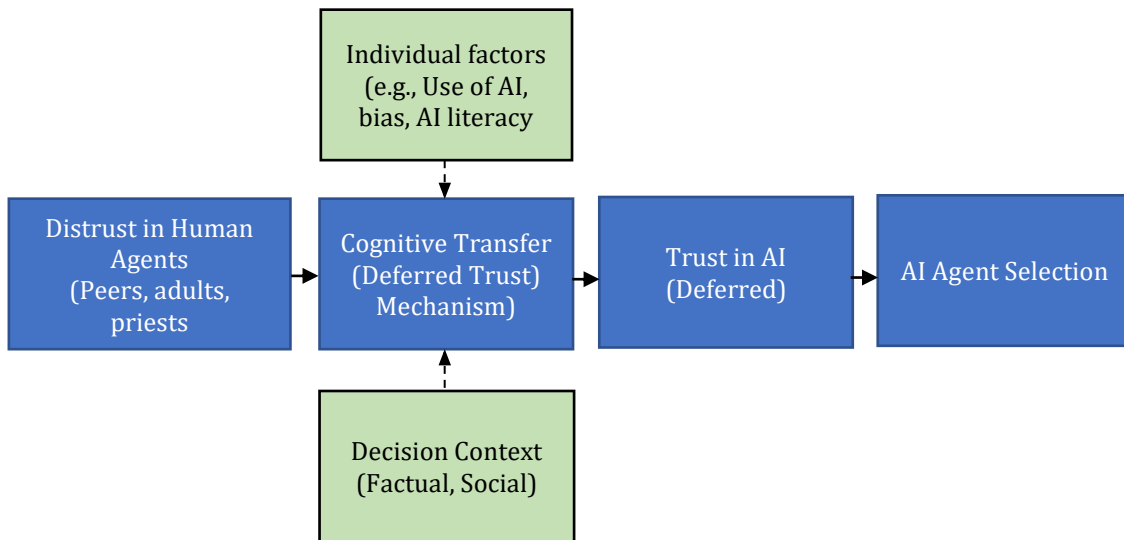 Individual factors
(e.g., Use of AI,
bias, AI literacy
Distrust in Human
Agents
(Peers, adults,
priests
Cognitive Transfer
(Deferred Trust)
Mechanism)
Trust in AI
(Deferred)
AI Agent Selection
Decision Context
(Factual, Social)